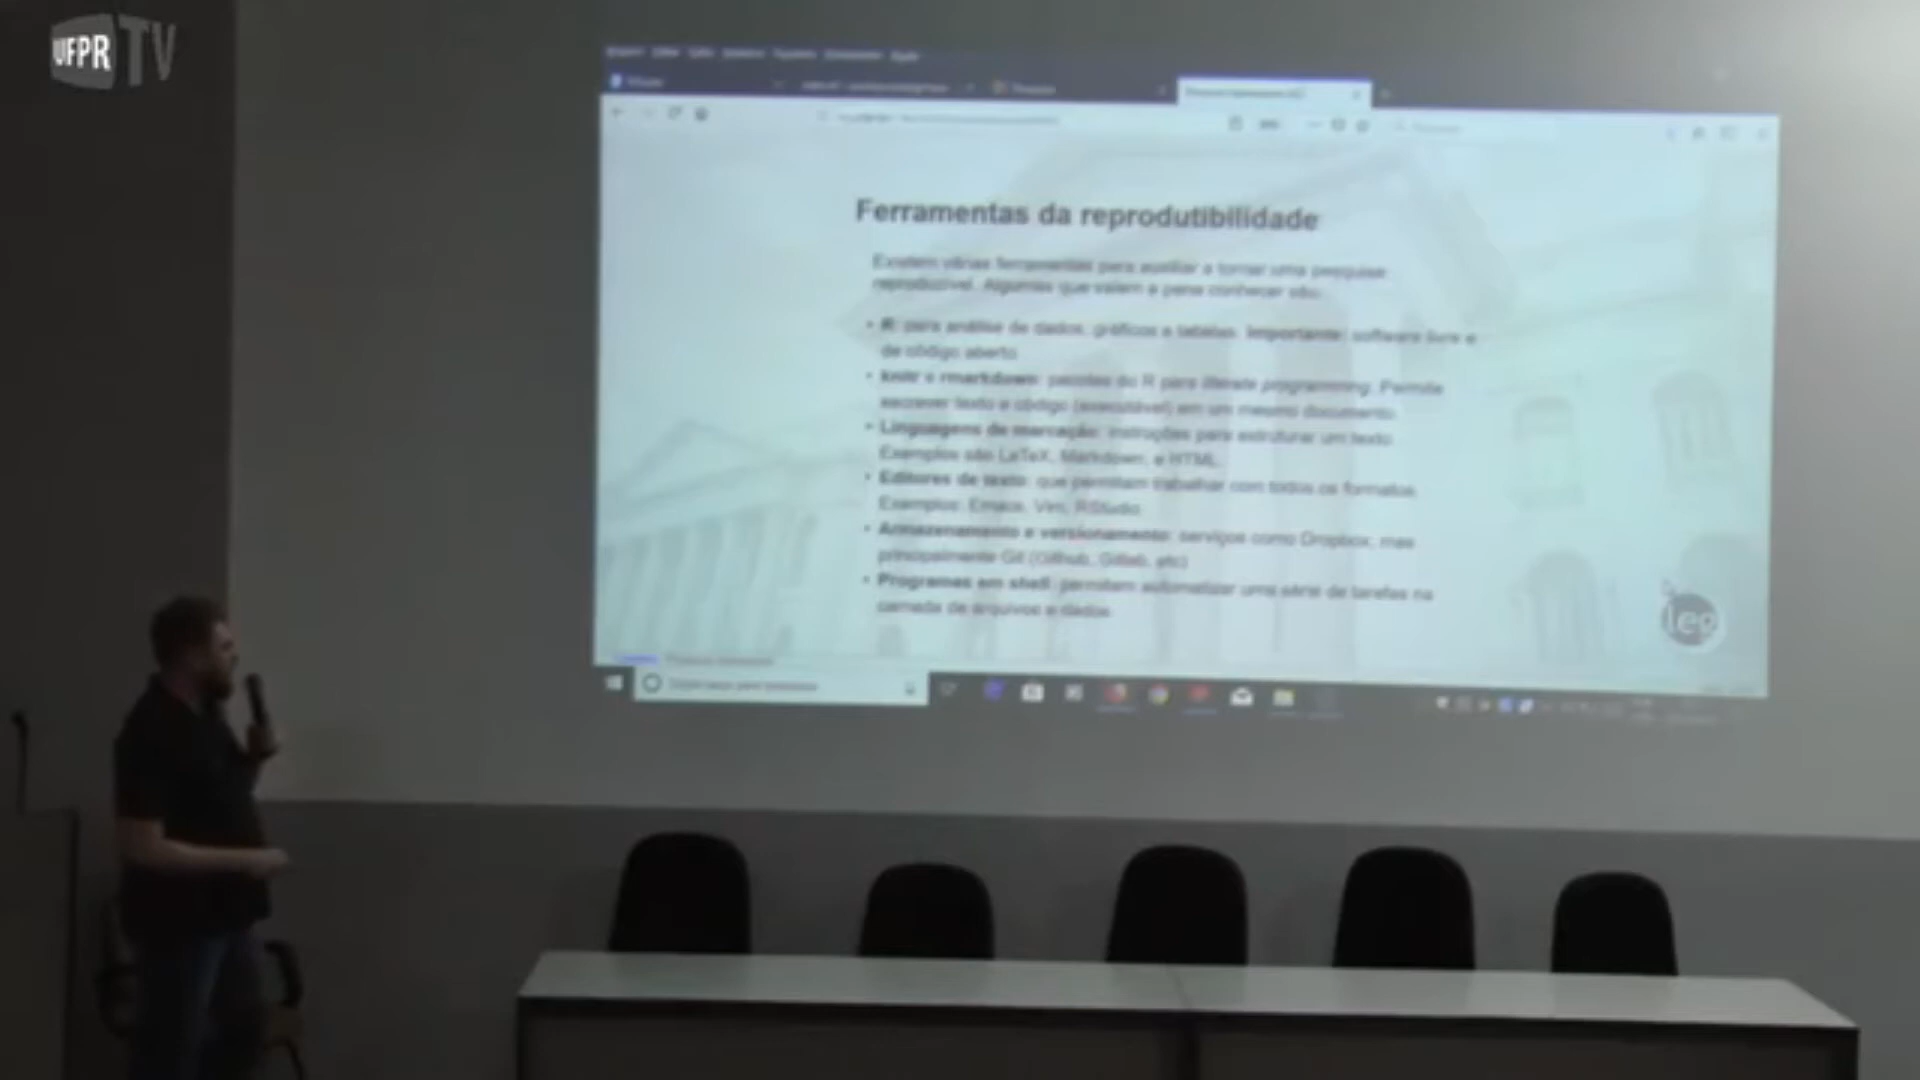 UFPR TV
Ferramentas da reprodutibilidade
Existem várias ferramentas para auxiliar a tornar uma pesquisa
reproduzível. Algumas que valem a pena conhecer são:
• R: para análise de dados, gráficos e tabelas. Importante: software livre e
de código aberto
• knitr e rmarkdown: pacotes do R para literate programming. Permite
escrever texto e código (executável) em um mesmo documento.
• Linguagens de marcação: instruções para estruturar um texto.
Exemplos são LaTeX, Markdown, e HTML.
• Editores de texto: que permitam trabalhar com todos os formatos.
Exemplos: Emacs, Vim, RStudio.
• Armazenamento e versionamento: serviços como Dropbox, mas
principalmente Git (Github, Gitlab, etc)
• Programas em shell: permitem automatizar uma série de tarefas na
camada de arquivos e dados.
leg